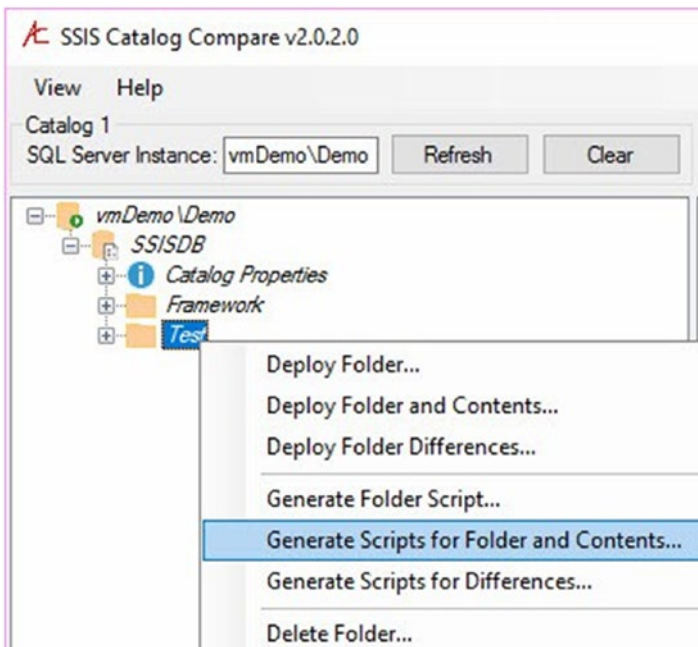 SSIS Catalog Compare v2.0.2.0
View Help
Catalog 1
SQL Server Instance: vmDemo\Demo Refresh Clear
vmDemo\Demo
SSISDB
Catalog Properties
Framework
Test
Deploy Folder...
Deploy Folder and Contents...
Deploy Folder Differences...
Generate Folder Script...
Generate Scripts for Folder and Contents...
Generate Scripts for Differences...
Delete Folder...